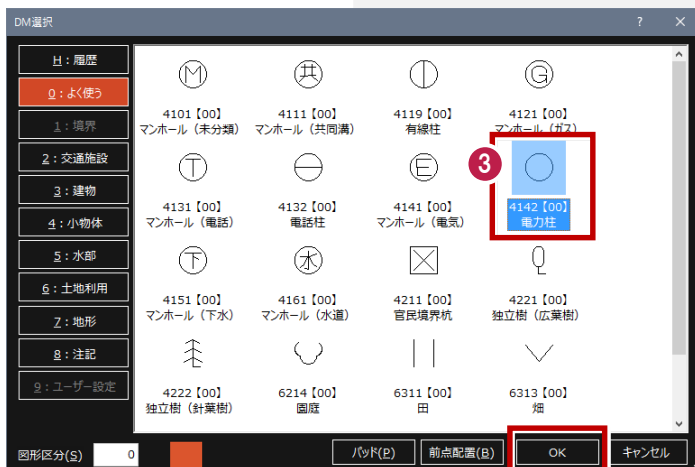 DM選択
?
×
H：履歴
0：よく使う
1：境界
2：交通施設
3：建物
4：小物体
5：水部
6：土地利用
7：地形
8：注記
9：ユーザー設定
M
共
G
4101【00】
マンホール（未分類）
4111【00】
マンホール（共同溝）
4119【00】
有線柱
4121【00】
マンホール（ガス）
T
E
3
4131【00】
マンホール（電話）
4132【00】
電話柱
4141【00】
マンホール（電気）
4142【00】
電力柱
下
水
4151【00】
マンホール（下水）
4161【00】
マンホール（水道）
4211【00】
官民境界杭
4221【00】
独立樹（広葉樹）
4222【00】
独立樹（針葉樹）
6214【00】
園庭
6311【00】
田
6313【00】
畑
図形区分(S)
0
パッド(P)
前点配置(B)
OK
キャンセル